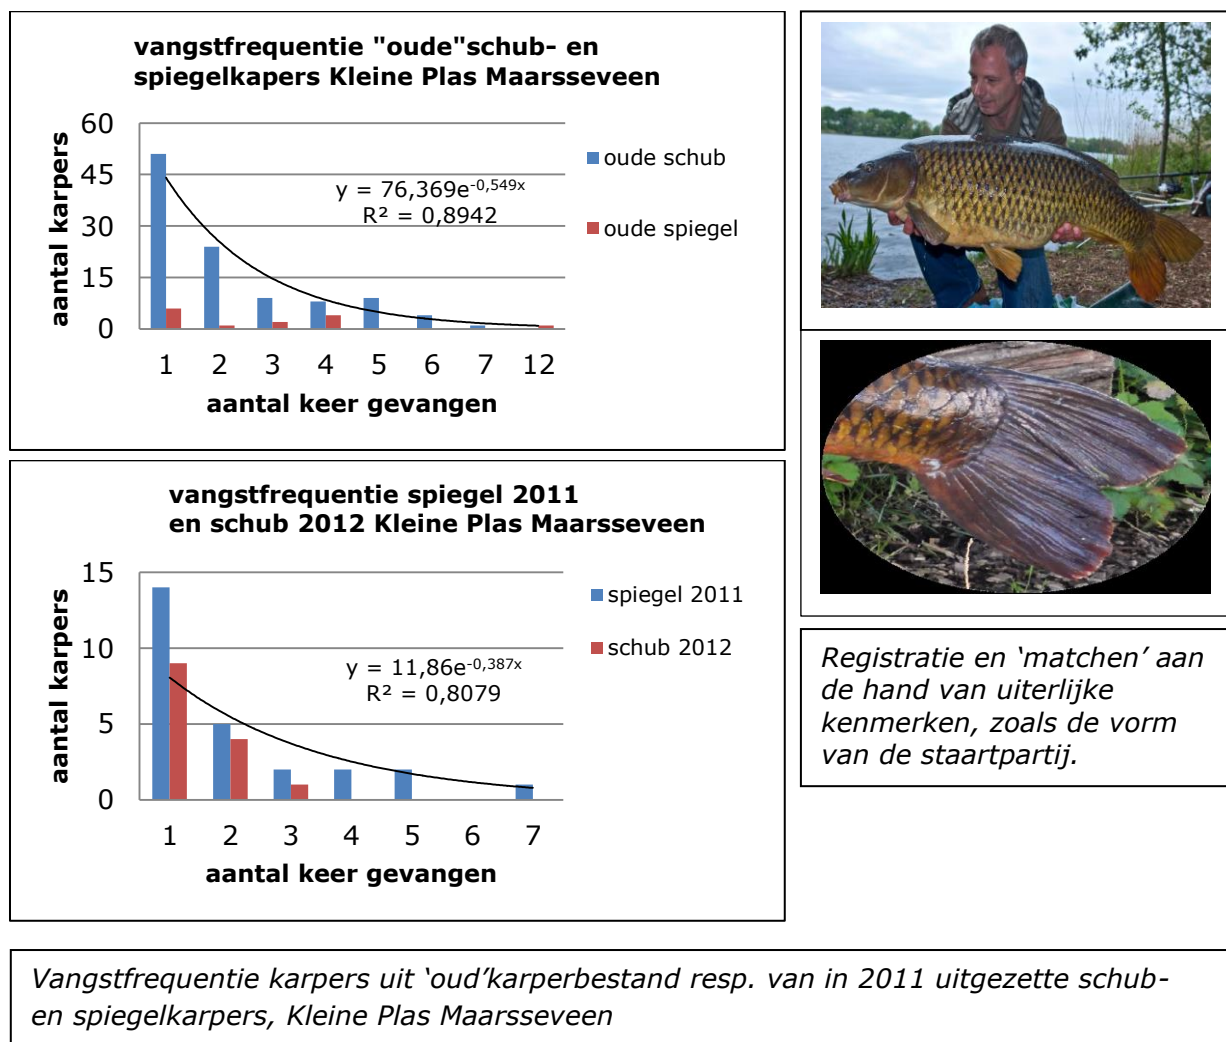 vangstfrequentie "oude"schub- en
spiegelkapers Kleine Plas Maarsseveen
aantal karpers
60
45
30
15
0
y = 76,369e^-0,549x
R² = 0,8942
oude schub
oude spiegel
1 2 3 4 5 6 7 12
aantal keer gevangen
vangstfrequentie spiegel 2011
en schub 2012 Kleine Plas Maarsseveen
aantal karpers
15
10
5
0
y = 11,86e^-0,387x
R² = 0,8079
spiegel 2011
schub 2012
1 2 3 4 5 6 7
aantal keer gevangen
Registratie en ‘matchen’ aan
de hand van uiterlijke
kenmerken, zoals de vorm
van de staartpartij.
Vangstfrequentie karpers uit ‘oud’karperbestand resp. van in 2011 uitgezette schub-
en spiegelkarpers, Kleine Plas Maarsseveen